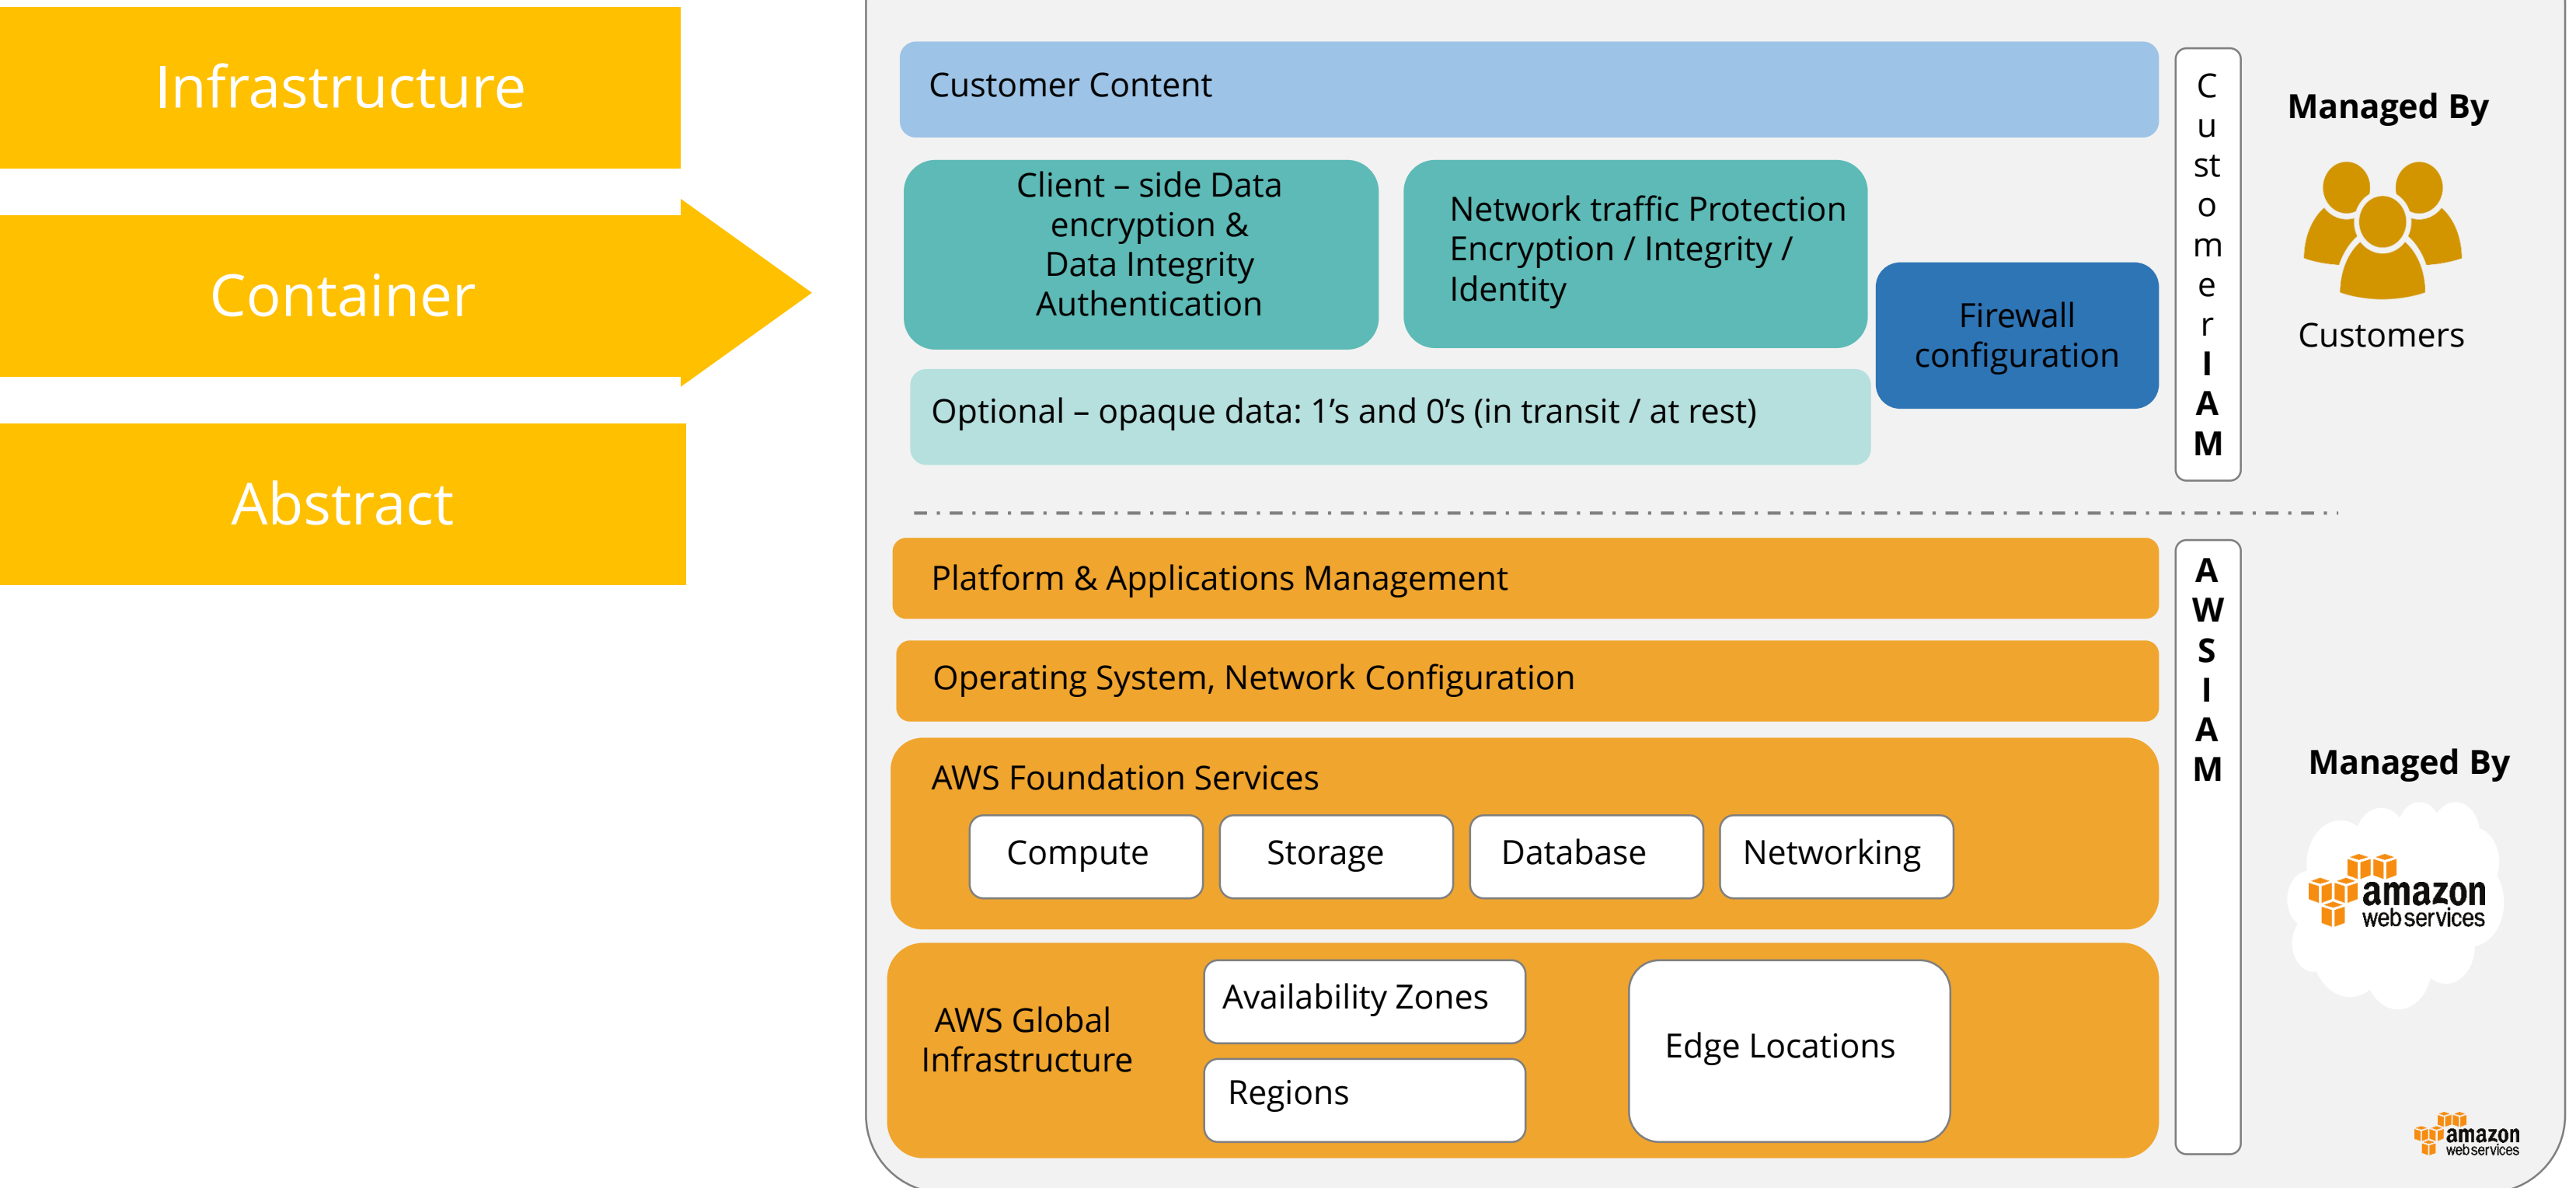 Infrastructure
Container
Abstract
Customer Content
Client – side Data
encryption &
Data Integrity
Authentication
Network traffic Protection
Encryption / Integrity /
Identity
Firewall
configuration
Optional – opaque data: 1’s and 0’s (in transit / at rest)
C
u
st
o
m
e
r
I
A
M
Managed By
Customers
Platform & Applications Management
Operating System, Network Configuration
AWS Foundation Services
Compute
Storage
Database
Networking
AWS Global
Infrastructure
Availability Zones
Regions
Edge Locations
A
W
S
I
A
M
Managed By
amazon
web services
amazon
web services